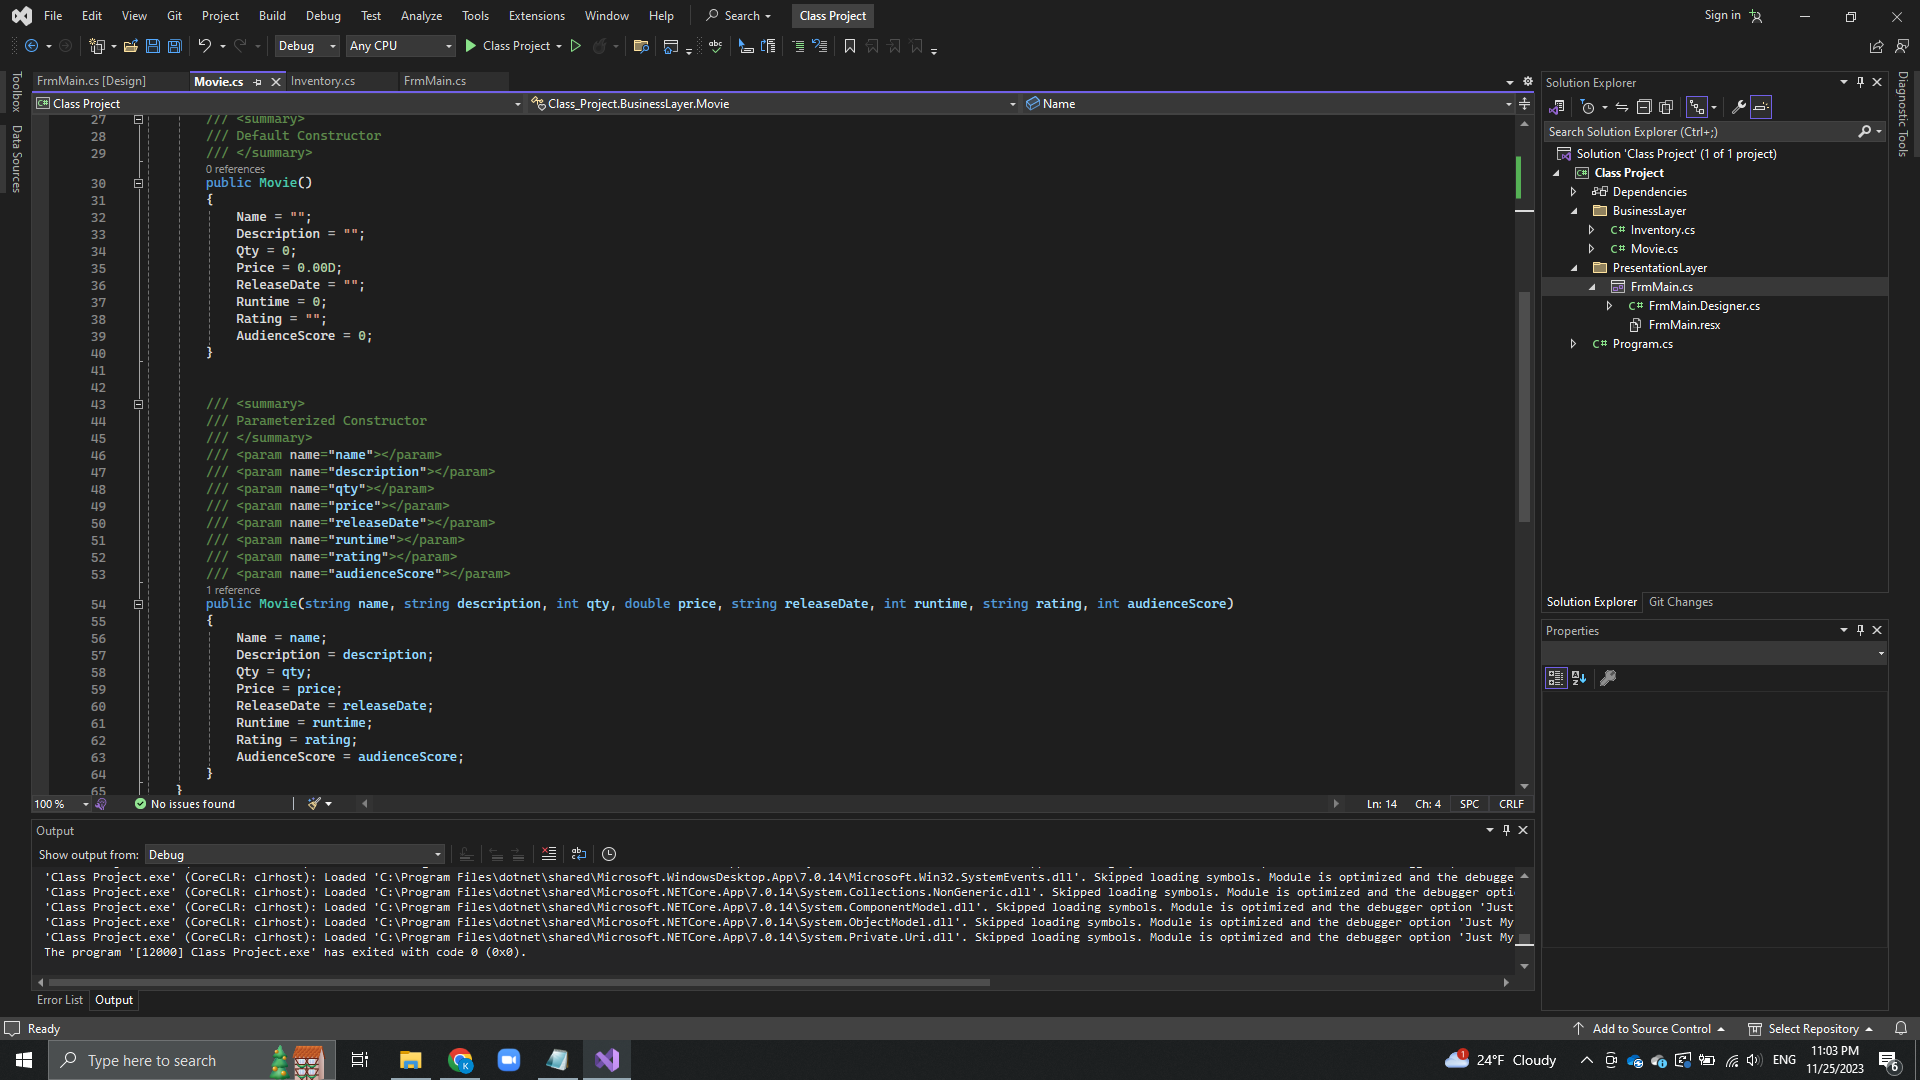 File Edit View Git Project Build Debug Test Analyze Tools Extensions Window Help Search Class Project Sign in
Debug Any CPU Class Project
FrmMain.cs [Design] Movie.cs Inventory.cs FrmMain.cs
Class Project Class_Project.BusinessLayer.Movie Name
Toolbox
Data Sources
27 /// <summary>
28 /// Default Constructor
29 /// </summary>
0 references
30 public Movie()
31 {
32 Name = "";
33 Description = "";
34 Qty = 0;
35 Price = 0.00D;
36 ReleaseDate = "";
37 Runtime = 0;
38 Rating = "";
39 AudienceScore = 0;
40 }
41
42
43 /// <summary>
44 /// Parameterized Constructor
45 /// </summary>
46 /// <param name="name"></param>
47 /// <param name="description"></param>
48 /// <param name="qty"></param>
49 /// <param name="price"></param>
50 /// <param name="releaseDate"></param>
51 /// <param name="runtime"></param>
52 /// <param name="rating"></param>
53 /// <param name="audienceScore"></param>
1 reference
54 public Movie(string name, string description, int qty, double price, string releaseDate, int runtime, string rating, int audienceScore)
55 {
56 Name = name;
57 Description = description;
58 Qty = qty;
59 Price = price;
60 ReleaseDate = releaseDate;
61 Runtime = runtime;
62 Rating = rating;
63 AudienceScore = audienceScore;
64 }
65 }
100 % No issues found Ln: 14 Ch: 4 SPC CRLF
Output
Show output from: Debug
'Class Project.exe' (CoreCLR: clrhost): Loaded 'C:\Program Files\dotnet\shared\Microsoft.WindowsDesktop.App\7.0.14\Microsoft.Win32.SystemEvents.dll'. Skipped loading symbols. Module is optimized and the debugge
'Class Project.exe' (CoreCLR: clrhost): Loaded 'C:\Program Files\dotnet\shared\Microsoft.NETCore.App\7.0.14\System.Collections.NonGeneric.dll'. Skipped loading symbols. Module is optimized and the debugger opti
'Class Project.exe' (CoreCLR: clrhost): Loaded 'C:\Program Files\dotnet\shared\Microsoft.NETCore.App\7.0.14\System.ComponentModel.dll'. Skipped loading symbols. Module is optimized and the debugger option 'Just
'Class Project.exe' (CoreCLR: clrhost): Loaded 'C:\Program Files\dotnet\shared\Microsoft.NETCore.App\7.0.14\System.ObjectModel.dll'. Skipped loading symbols. Module is optimized and the debugger option 'Just My
'Class Project.exe' (CoreCLR: clrhost): Loaded 'C:\Program Files\dotnet\shared\Microsoft.NETCore.App\7.0.14\System.Private.Uri.dll'. Skipped loading symbols. Module is optimized and the debugger option 'Just My
The program '[12000] Class Project.exe' has exited with code 0 (0x0).
Error List Output
Solution Explorer
Search Solution Explorer (Ctrl+;)
Solution 'Class Project' (1 of 1 project)
Class Project
Dependencies
BusinessLayer
C# Inventory.cs
C# Movie.cs
PresentationLayer
FrmMain.cs
C# FrmMain.Designer.cs
FrmMain.resx
C# Program.cs
Solution Explorer Git Changes
Properties
Diagnostic Tools
Ready Add to Source Control Select Repository
Type here to search 24°F Cloudy ENG 11:03 PM
11/25/2023 6